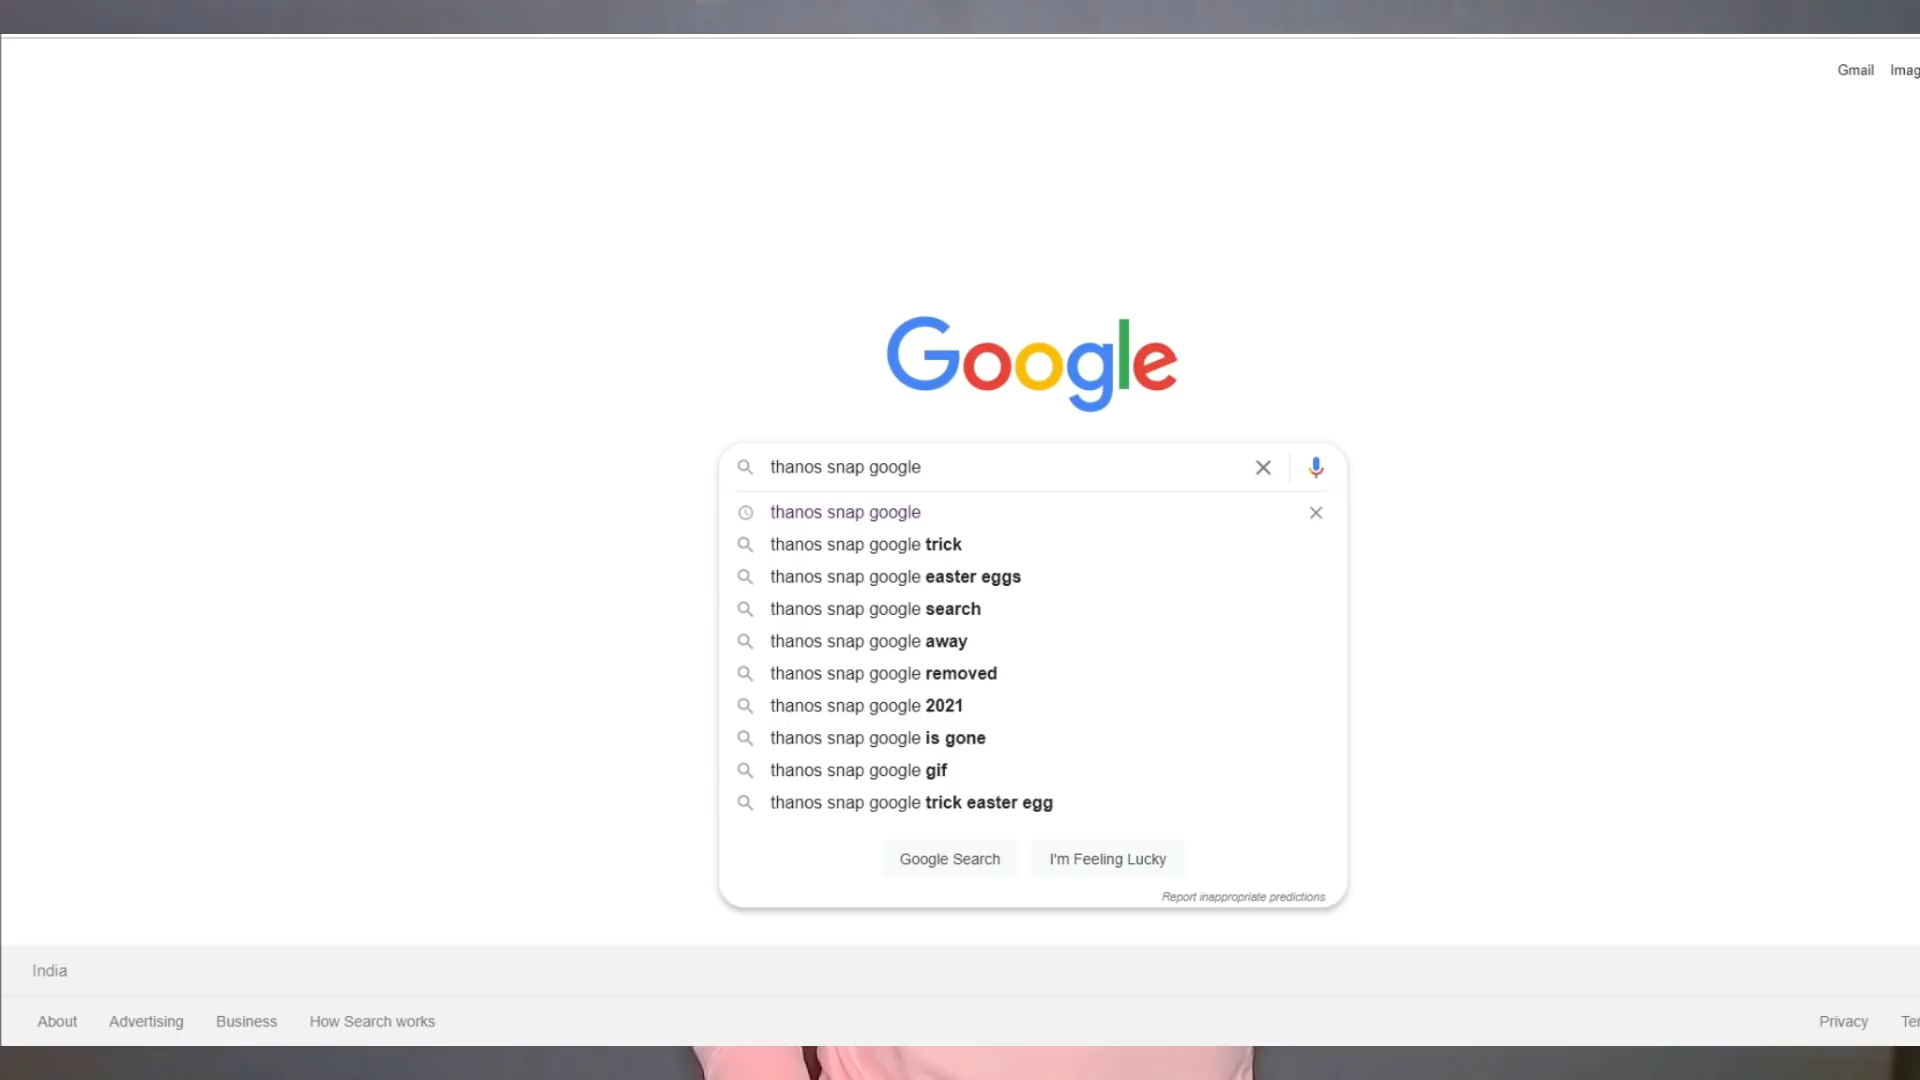 Gmail Imag
Google
thanos snap google
thanos snap google
thanos snap google trick
thanos snap google easter eggs
thanos snap google search
thanos snap google away
thanos snap google removed
thanos snap google 2021
thanos snap google is gone
thanos snap google gif
thanos snap google trick easter egg
Google Search I'm Feeling Lucky
Report inappropriate predictions
India
About Advertising Business How Search works Privacy Ter